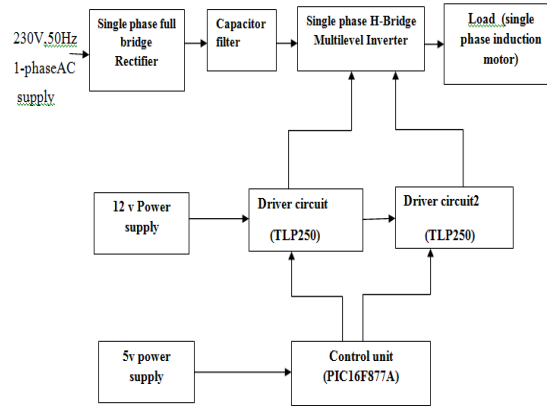 230V,50Hz
1-phaseAC
supply
Single phase full
bridge
Rectifier
Capacitor
filter
Single phase H-Bridge
Multilevel Inverter
Load (single
phase induction
motor)
12 v Power
supply
Driver circuit
(TLP250)
Driver circuit2
(TLP250)
5v power
supply
Control unit
(PIC16F877A)